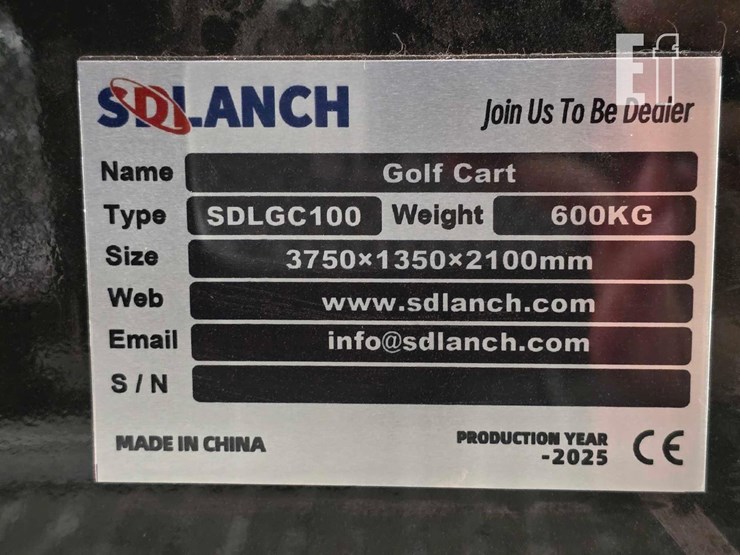 SDLANCH Join Us To Be Dealer
Name Golf Cart
Type SDLGC100 Weight 600KG
Size 3750×1350×2100mm
Web www.sdlanch.com
Email info@sdlanch.com
S/N
MADE IN CHINA PRODUCTION YEAR CE
-2025